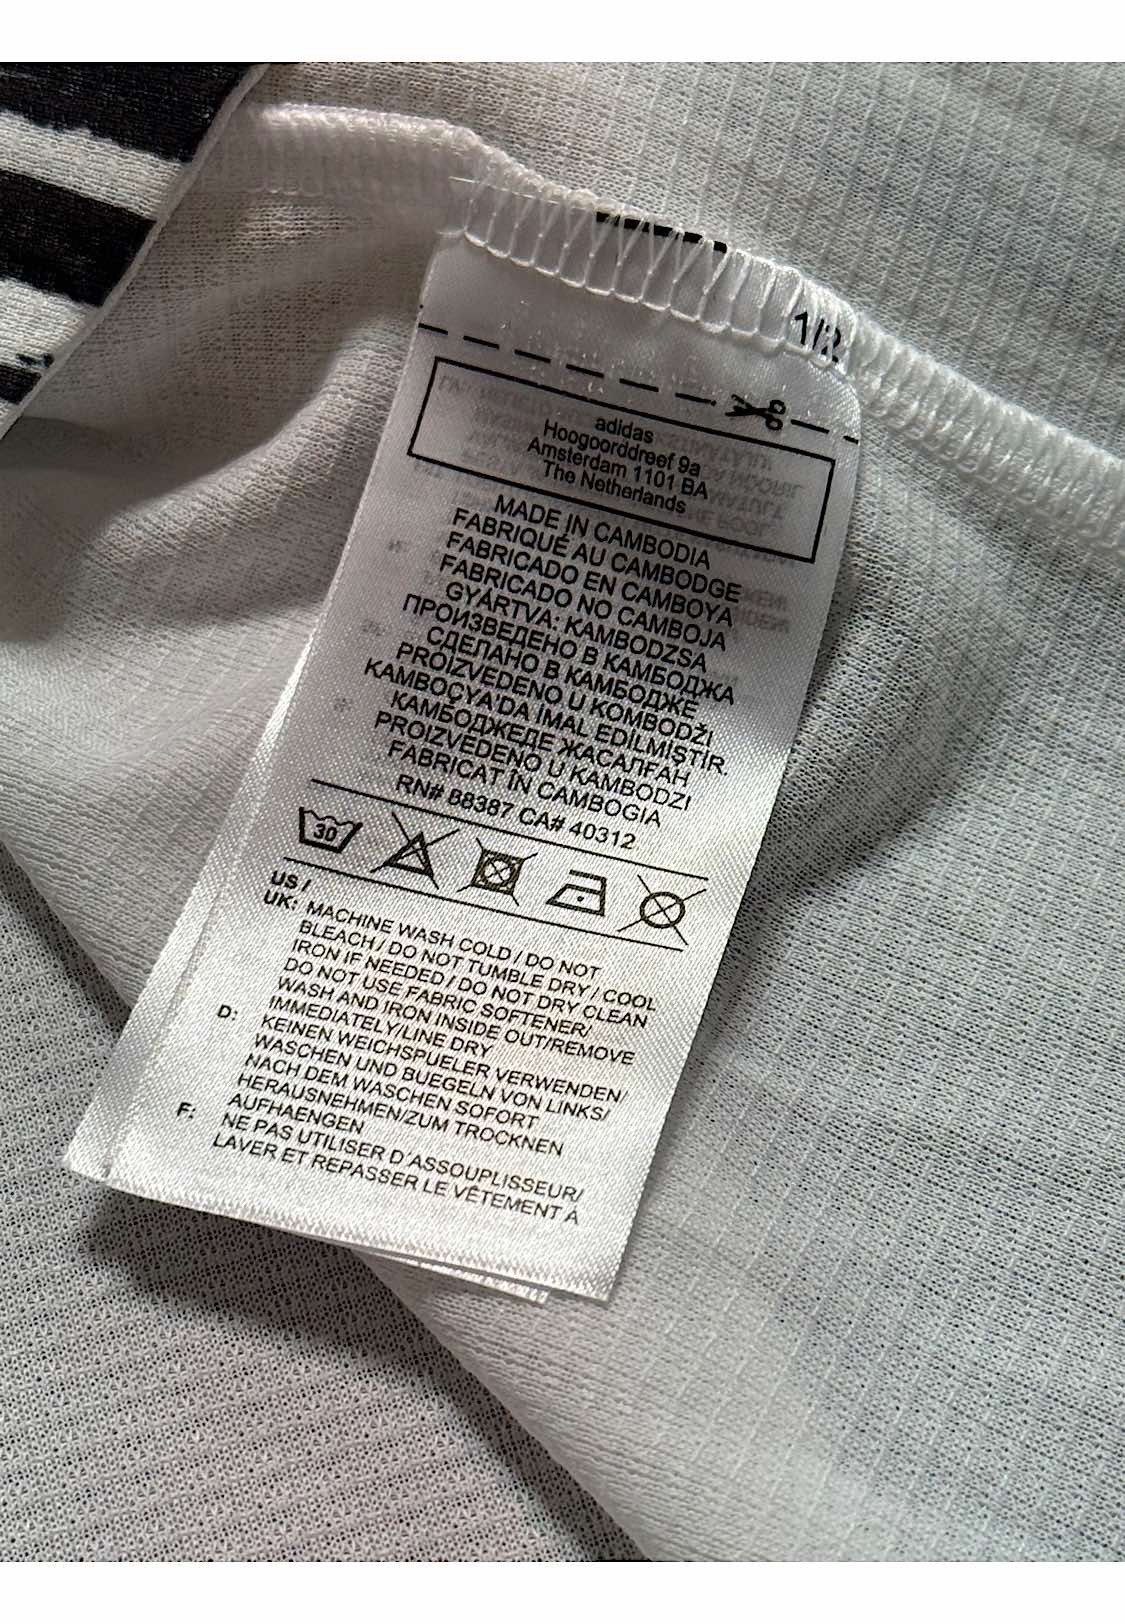 1/2
adidas
Hoogoorddreef 9a
Amsterdam 1101 BA
The Netherlands
MADE IN CAMBODIA
FABRIQUÉ AU CAMBODGE
FABRICADO EN CAMBOYA
FABRICADO NO CAMBOJA
GYÁRTVA: KAMBODZSA
ПРОИЗВЕДЕНО В КАМБОДЖА
СДЕЛАНО В КАМБОДЖЕ
PROIZVEDENO U KOMBODŽI
KAMBOÇYA'DA İMAL EDİLMİŞTİR.
КАМБОДЖЕДЕ ЖАСАЛҒАН
PROIZVEDENO U KAMBODZI
FABRICAT ÎN CAMBOGIA
RN# 88387 CA# 40312
30
US /
UK: MACHINE WASH COLD / DO NOT
BLEACH / DO NOT TUMBLE DRY / COOL
IRON IF NEEDED / DO NOT DRY CLEAN
DO NOT USE FABRIC SOFTENER/
WASH AND IRON INSIDE OUT/REMOVE
IMMEDIATELY/LINE DRY
D: KEINEN WEICHSPUELER VERWENDEN/
WASCHEN UND BUEGELN VON LINKS/
NACH DEM WASCHEN SOFORT
HERAUSNEHMEN/ZUM TROCKNEN
AUFHAENGEN
F: NE PAS UTILISER D'ASSOUPLISSEUR/
LAVER ET REPASSER LE VÊTEMENT À